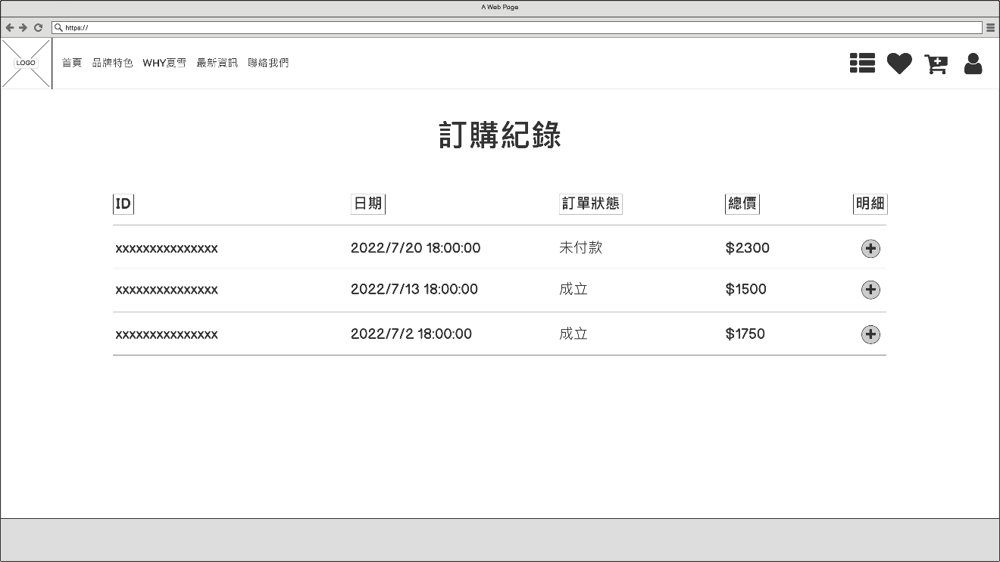 A Web Page
https://
LOGO 首頁 品牌特色 WHY夏雪 最新資訊 聯絡我們
訂購紀錄
ID 日期 訂單狀態 總價 明細
xxxxxxxxxxxxxxx 2022/7/20 18:00:00 未付款 $2300
xxxxxxxxxxxxxxx 2022/7/13 18:00:00 成立 $1500
xxxxxxxxxxxxxxx 2022/7/2 18:00:00 成立 $1750